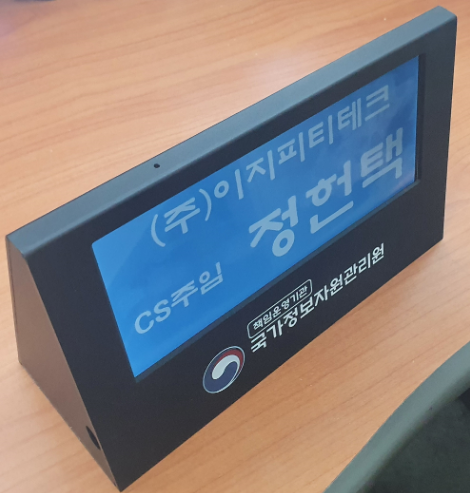 (주)이지피티테크
CS주임 정헌택
책임운영기관
국가정보자원관리원